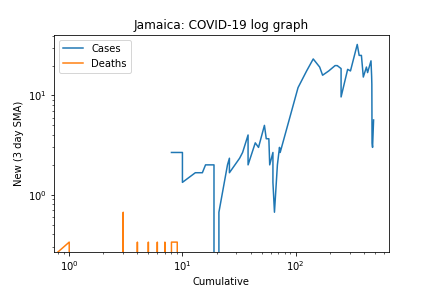 Jamaica: COVID-19 log graph
Cases
Deaths
New (3 day SMA)
10¹
10⁰
10⁰ 10¹ 10²
Cumulative